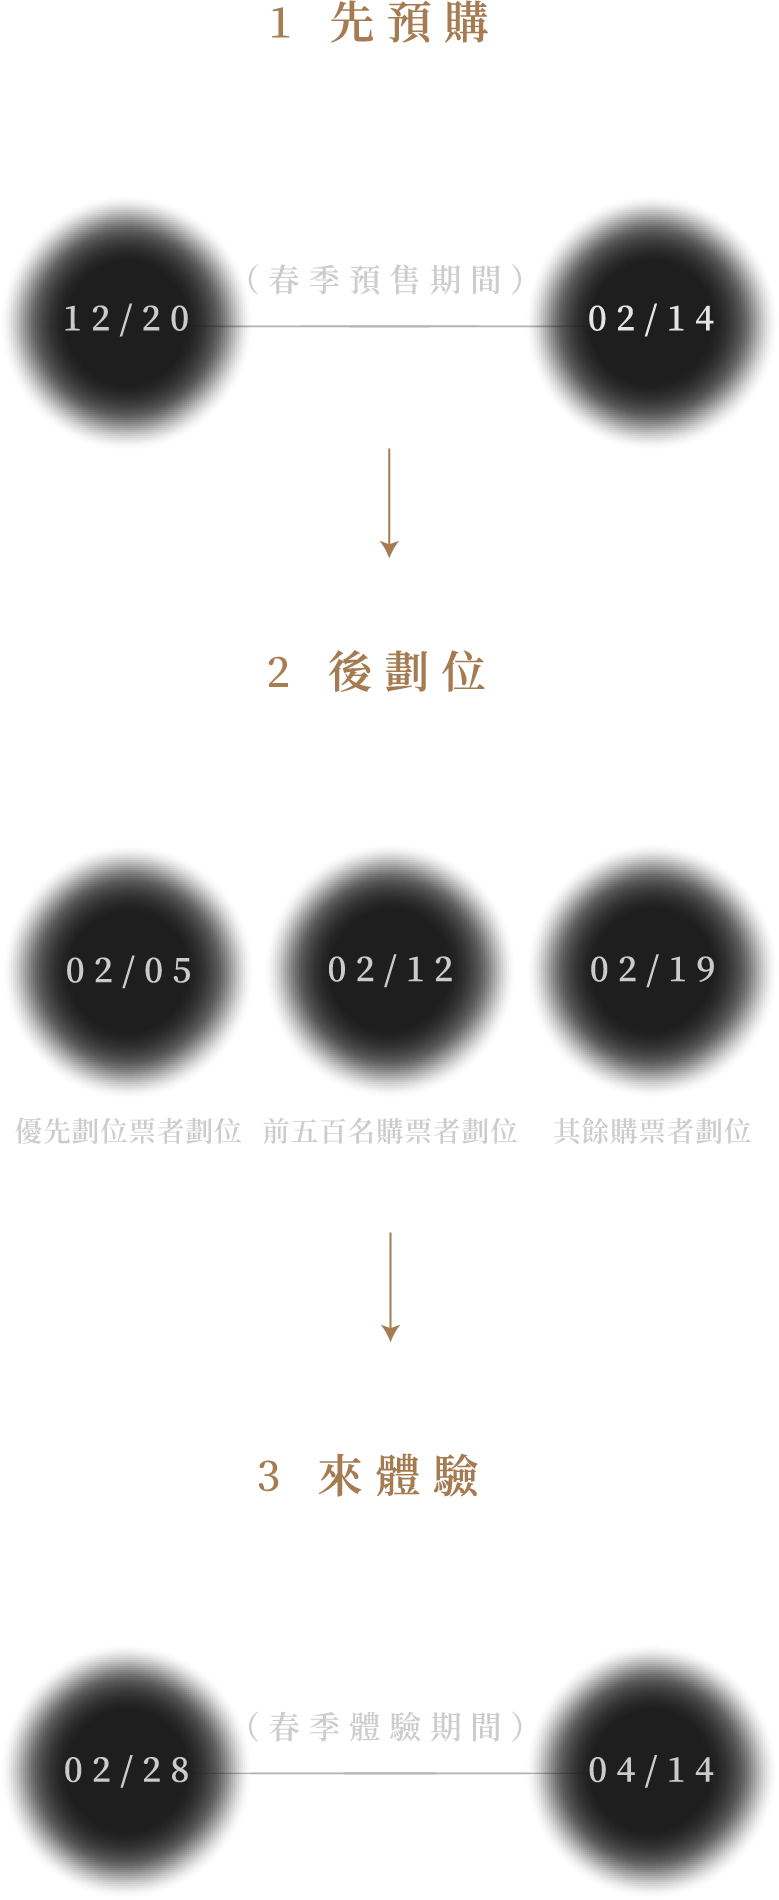 1 先預購
（春季預售期間）
12/20 02/14
2 後劃位
02/05 02/12 02/19
優先劃位票者劃位 前五百名購票者劃位 其餘購票者劃位
3 來體驗
（春季體驗期間）
02/28 04/14